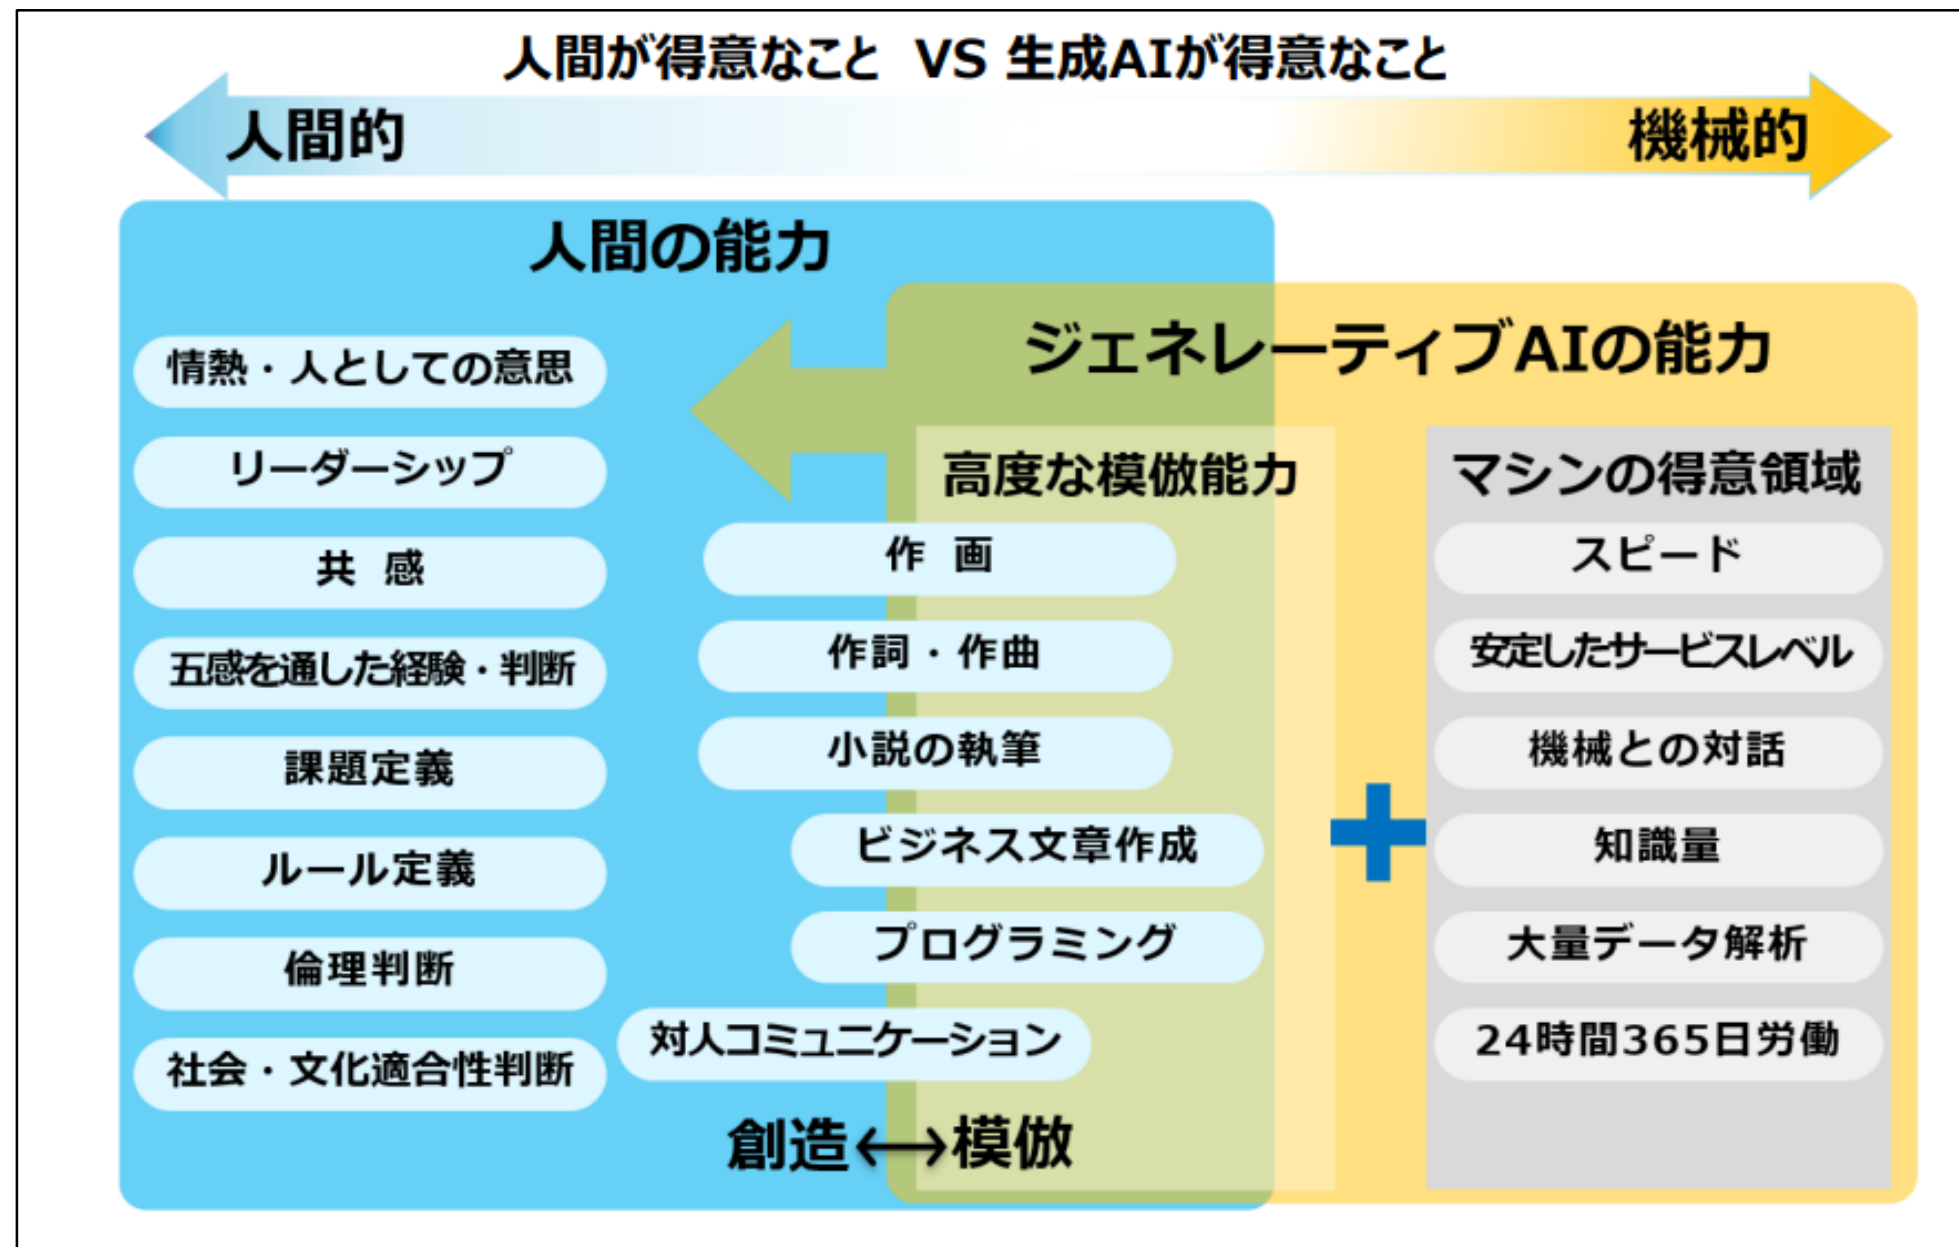 人間が得意なこと VS 生成AIが得意なこと
人間的
機械的
人間の能力
情熱・人としての意思
リーダーシップ
共 感
五感を通した経験・判断
課題定義
ルール定義
倫理判断
社会・文化適合性判断
ジェネレーティブAIの能力
高度な模倣能力
作 画
作詞・作曲
小説の執筆
ビジネス文章作成
プログラミング
対人コミュニケーション
創造↔模倣
マシンの得意領域
スピード
安定したサービスレベル
機械との対話
知識量
大量データ解析
24時間365日労働